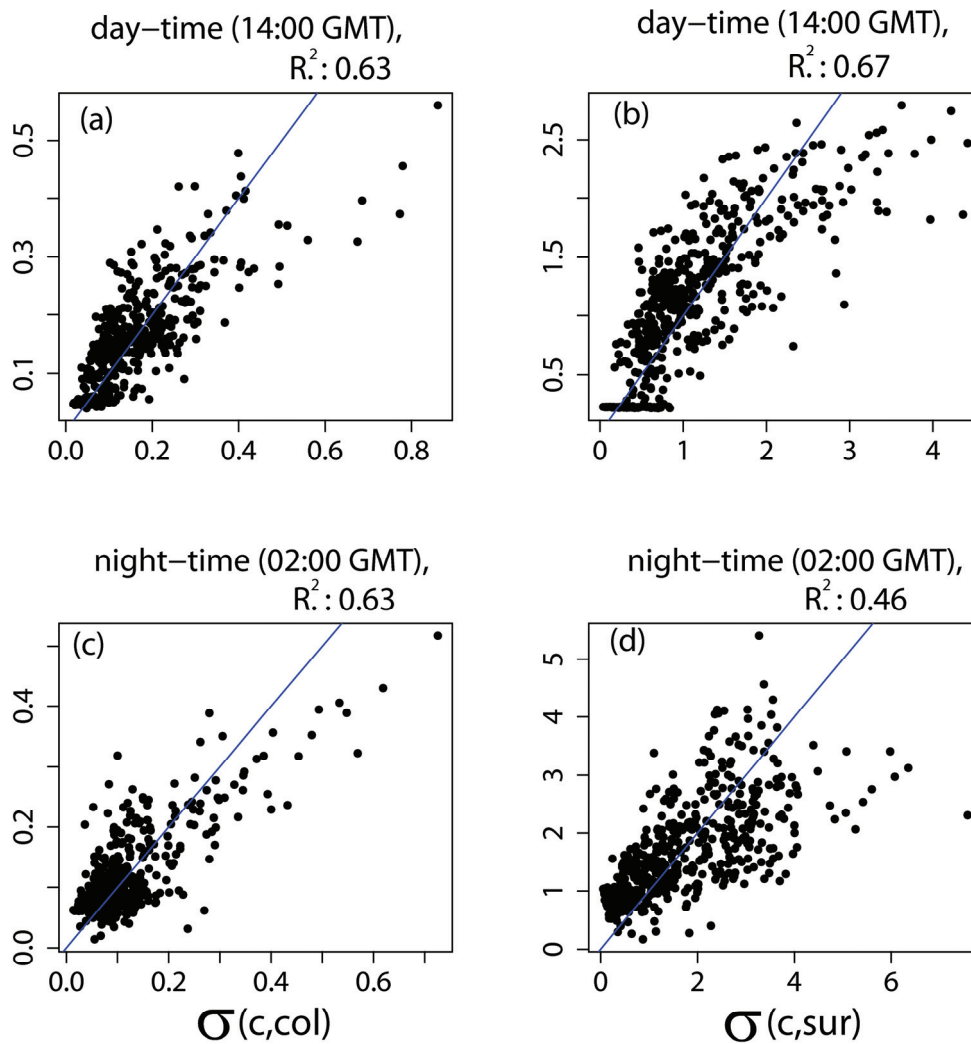 day−time (14:00 GMT),
R.²: 0.63
(a)
0.5
0.3
0.1
0.0 0.2 0.4 0.6 0.8
day−time (14:00 GMT),
R.²: 0.67
(b)
2.5
1.5
0.5
0 1 2 3 4
night−time (02:00 GMT),
R.²: 0.63
(c)
0.4
0.2
0.0
0.0 0.2 0.4 0.6
σ(c,col)
night−time (02:00 GMT),
R.²: 0.46
(d)
5
4
3
2
1
0
0 2 4 6
σ(c,sur)